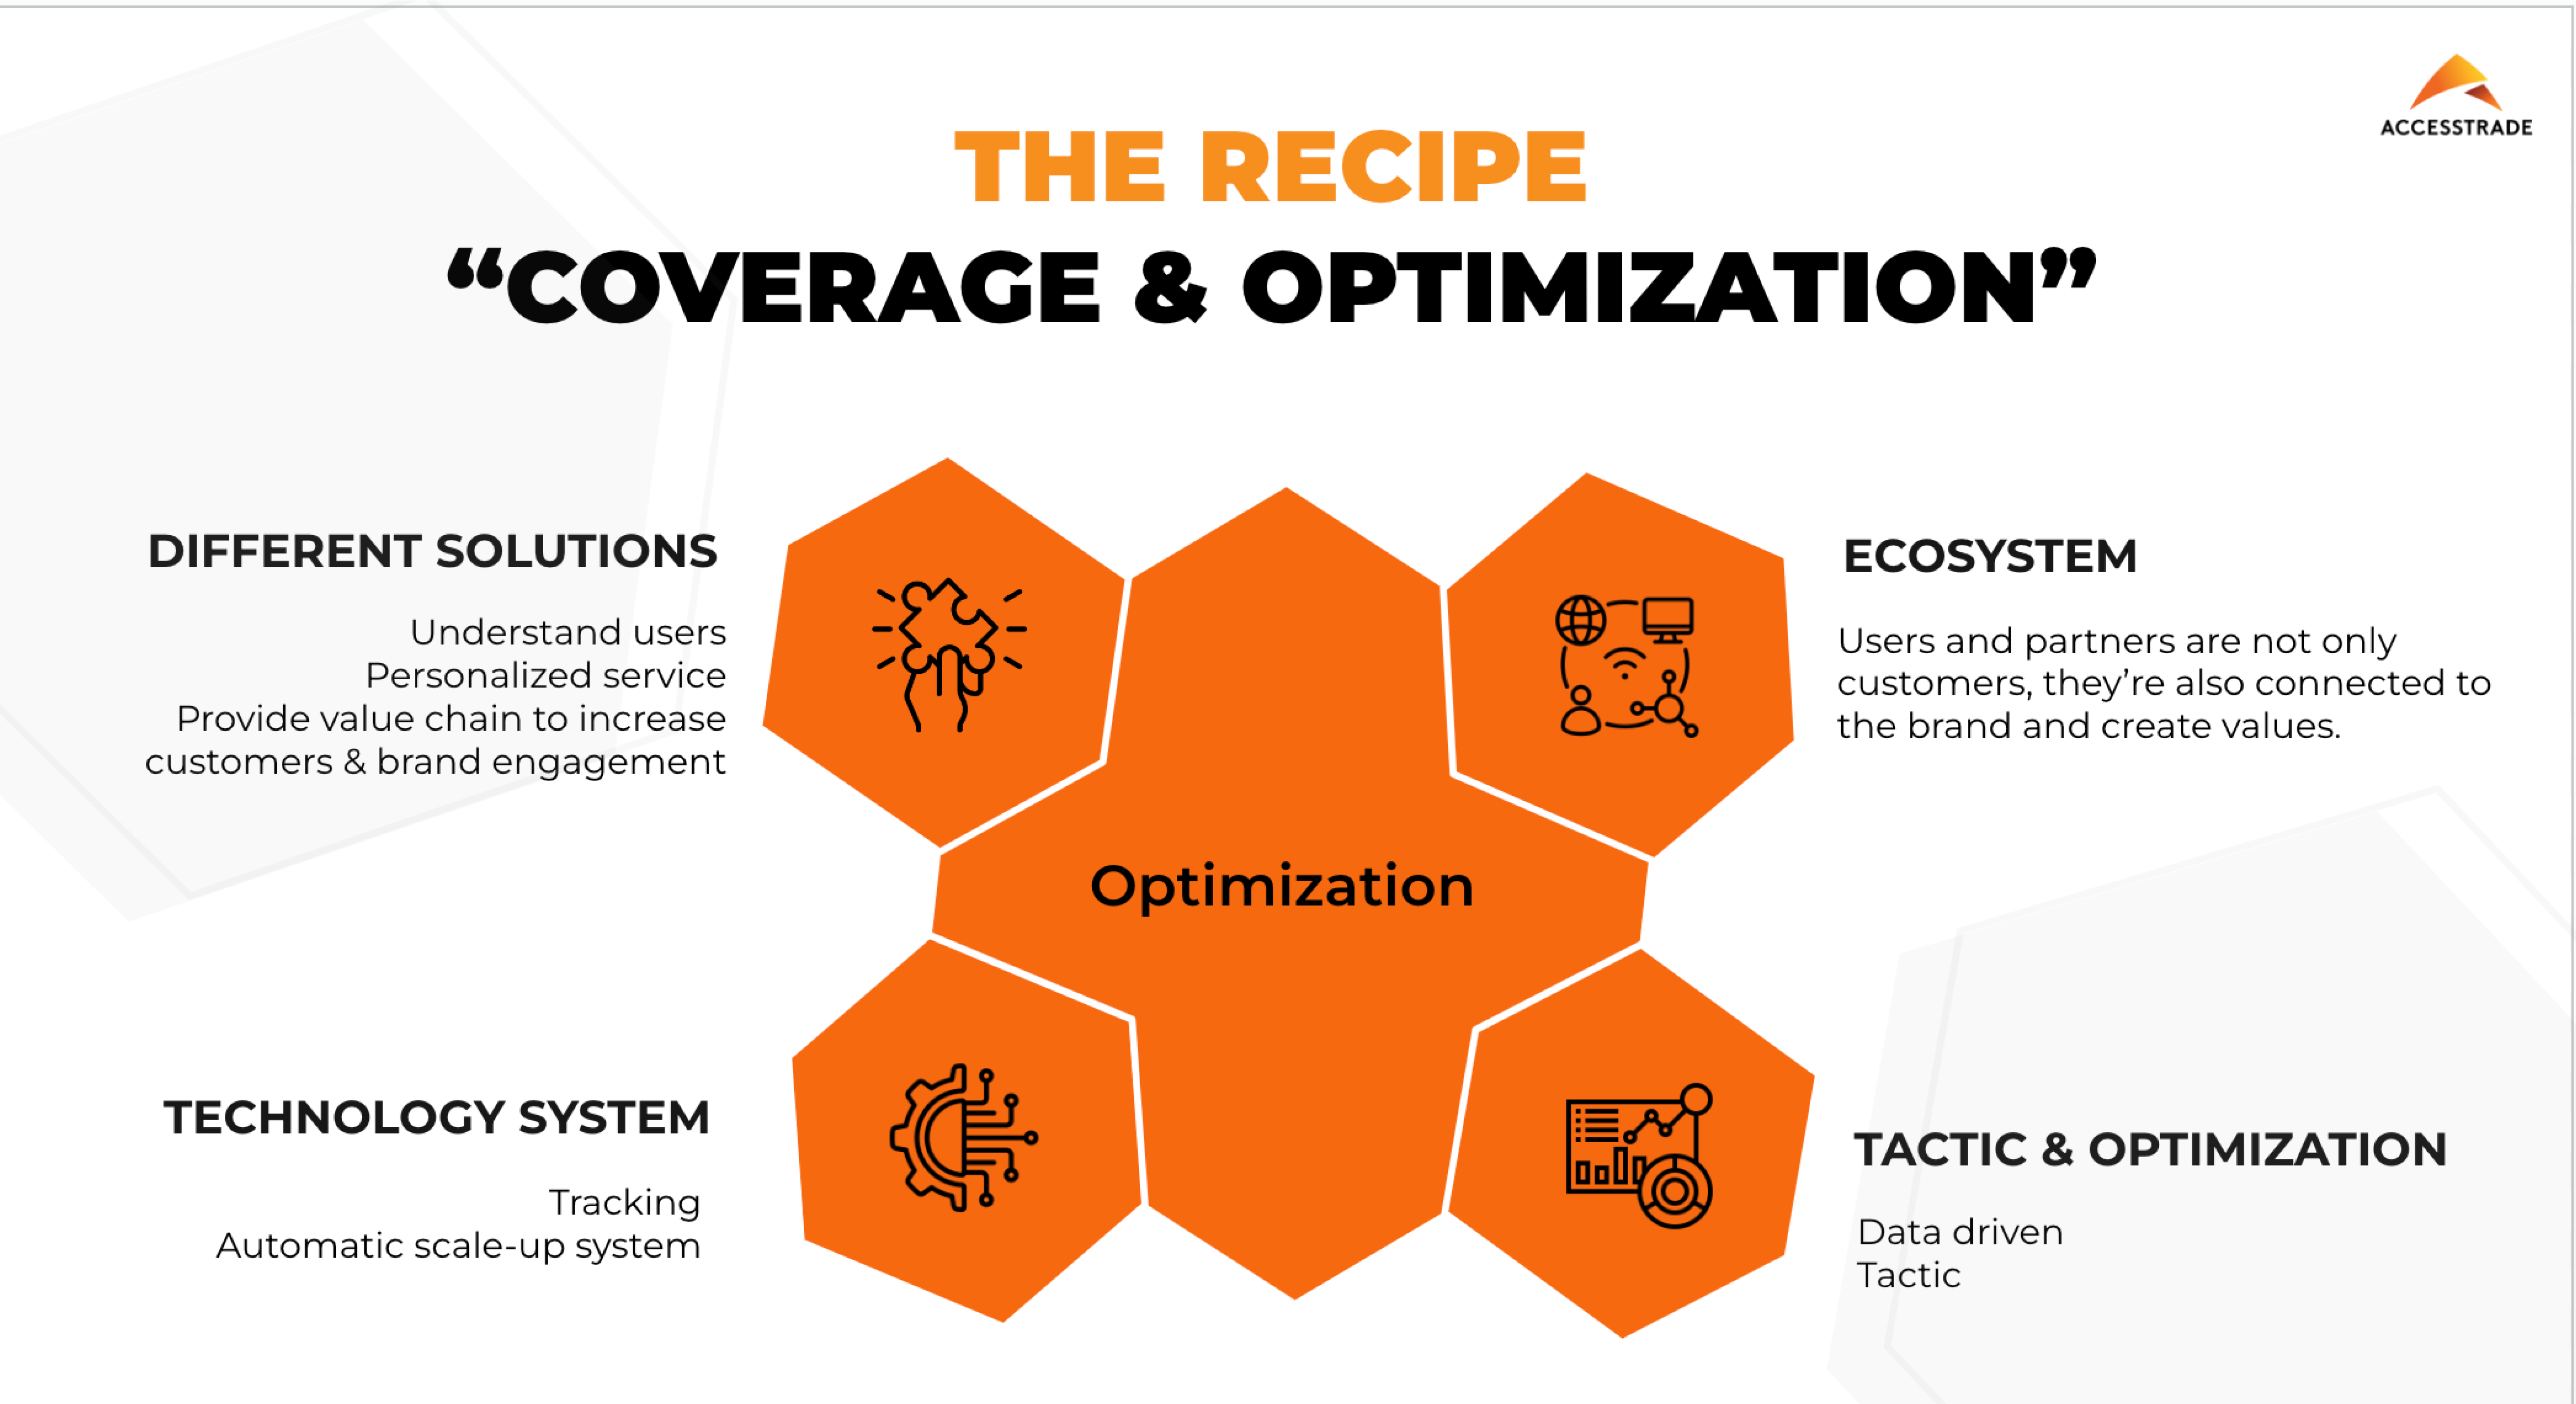 ACCESSTRADE
THE RECIPE
“COVERAGE & OPTIMIZATION”
DIFFERENT SOLUTIONS
Understand users
Personalized service
Provide value chain to increase
customers & brand engagement
ECOSYSTEM
Users and partners are not only
customers, they’re also connected to
the brand and create values.
Optimization
TECHNOLOGY SYSTEM
Tracking
Automatic scale-up system
TACTIC & OPTIMIZATION
Data driven
Tactic